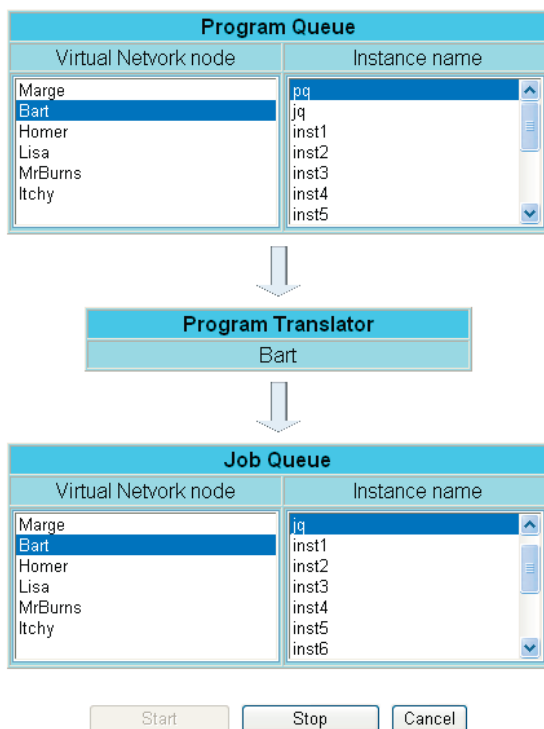 Program Queue
Virtual Network node Instance name
Marge pq
Bart jq
Homer inst1
Lisa inst2
MrBurns inst3
Itchy inst4
inst5
Program Translator
Bart
Job Queue
Virtual Network node Instance name
Marge jq
Bart inst1
Homer inst2
Lisa inst3
MrBurns inst4
Itchy inst5
inst6
Start Stop Cancel